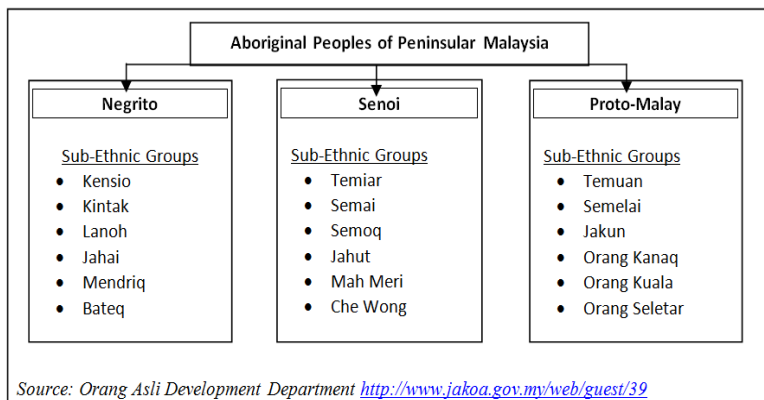 Aboriginal Peoples of Peninsular Malaysia
Negrito
Sub-Ethnic Groups
• Kensio
• Kintak
• Lanoh
• Jahai
• Mendriq
• Bateq
Senoi
Sub-Ethnic Groups
• Temiar
• Semai
• Semoq
• Jahut
• Mah Meri
• Che Wong
Proto-Malay
Sub-Ethnic Groups
• Temuan
• Semelai
• Jakun
• Orang Kanaq
• Orang Kuala
• Orang Seletar
Source: Orang Asli Development Department http://www.jakoa.gov.my/web/guest/39